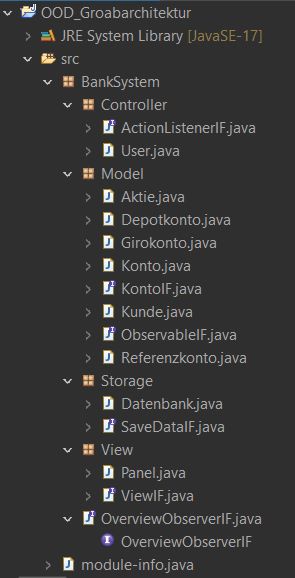 OOD_Groabarchitektur
JRE System Library [JavaSE-17]
src
BankSystem
Controller
ActionListenerIF.java
User.java
Model
Aktie.java
Depotkonto.java
Girokonto.java
Konto.java
KontoIF.java
Kunde.java
ObservableIF.java
Referenzkonto.java
Storage
Datenbank.java
SaveDataIF.java
View
Panel.java
ViewIF.java
OverviewObserverIF.java
OverviewObserverIF
module-info.java